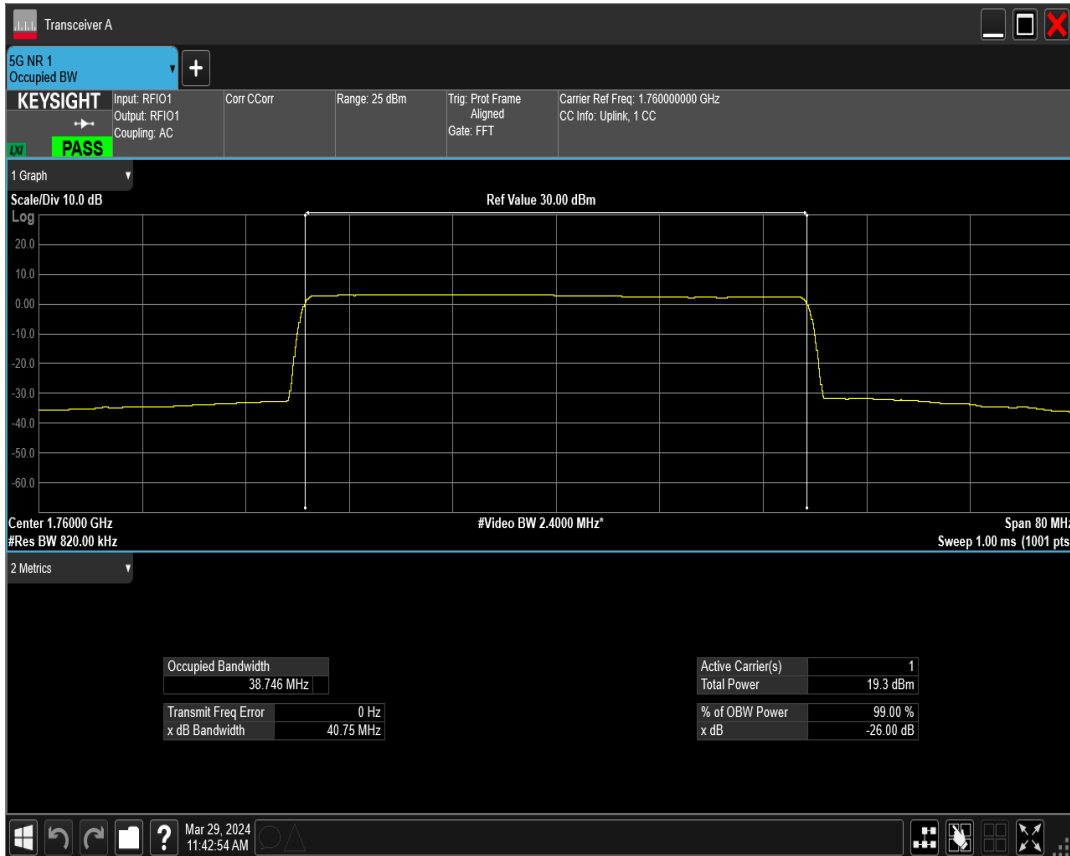 Transceiver A
5G NR 1
Occupied BW
KEYSIGHT
LXI
PASS
Input: RFIO1
Output: RFIO1
Coupling: AC
Corr CCorr
Range: 25 dBm
Trig: Prot Frame
Aligned
Gate: FFT
Carrier Ref Freq: 1.760000000 GHz
CC Info: Uplink, 1 CC
1 Graph
Scale/Div 10.0 dB
Ref Value 30.00 dBm
Log
20.0
10.0
0.00
-10.0
-20.0
-30.0
-40.0
-50.0
-60.0
Center 1.76000 GHz
#Video BW 2.4000 MHz*
Span 80 MHz
#Res BW 820.00 kHz
Sweep 1.00 ms (1001 pts
2 Metrics
Occupied Bandwidth
38.746 MHz
Transmit Freq Error 0 Hz
x dB Bandwidth 40.75 MHz
Active Carrier(s) 1
Total Power 19.3 dBm
% of OBW Power 99.00 %
x dB -26.00 dB
?
Mar 29, 2024
11:42:54 AM